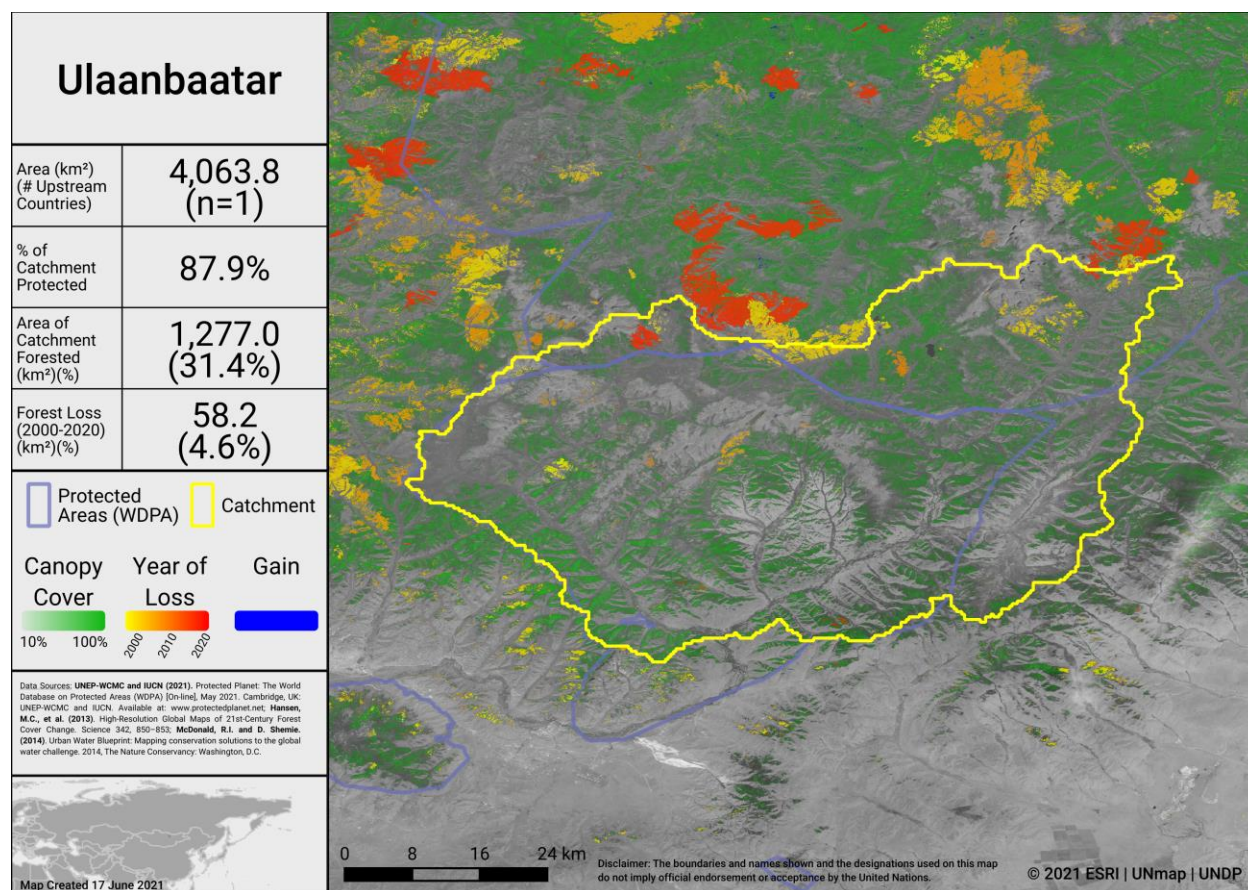 Ulaanbaatar
Area (km²)
(# Upstream
Countries)
4,063.8
(n=1)
% of
Catchment
Protected
87.9%
Area of
Catchment
Forested
(km²)(%)
1,277.0
(31.4%)
Forest Loss
(2000-2020)
(km²)(%)
58.2
(4.6%)
Protected
Areas (WDPA)
Catchment
Canopy
Cover
10% 100%
Year of
Loss
2000 2010 2020
Gain
Data Sources: UNEP-WCMC and IUCN (2021). Protected Planet: The World
Database on Protected Areas (WDPA) [On-line], May 2021. Cambridge, UK:
UNEP-WCMC and IUCN. Available at: www.protectedplanet.net; Hansen,
M.C., et al. (2013). High-Resolution Global Maps of 21st-Century Forest
Cover Change. Science 342, 850–853; McDonald, R.I. and D. Shemie.
(2014). Urban Water Blueprint: Mapping conservation solutions to the global
water challenge. 2014, The Nature Conservancy: Washington, D.C.
Map Created 17 June 2021
0 8 16 24 km
Disclaimer: The boundaries and names shown and the designations used on this map
do not imply official endorsement or acceptance by the United Nations.
© 2021 ESRI | UNmap | UNDP